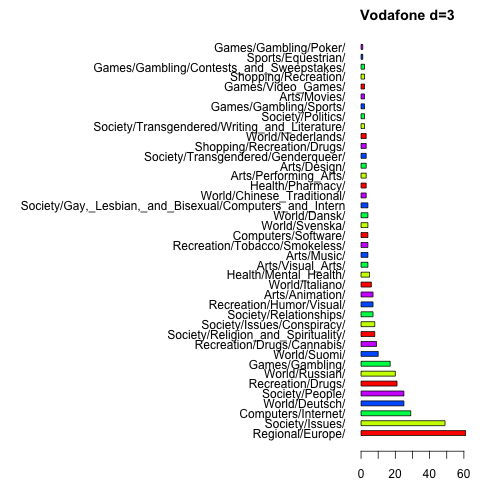 Vodafone d=3
Games/Gambling/Poker/
Sports/Equestrian/
Games/Gambling/Contests_and_Sweepstakes/
Shopping/Recreation/
Games/Video_Games/
Arts/Movies/
Games/Gambling/Sports/
Society/Politics/
Society/Transgendered/Writing_and_Literature/
World/Nederlands/
Shopping/Recreation/Drugs/
Society/Transgendered/Genderqueer/
Arts/Design/
Arts/Performing_Arts/
Health/Pharmacy/
World/Chinese_Traditional/
Society/Gay,_Lesbian,_and_Bisexual/Computers_and_Intern
World/Dansk/
World/Svenska/
Computers/Software/
Recreation/Tobacco/Smokeless/
Arts/Music/
Arts/Visual_Arts/
Health/Mental_Health/
World/Italiano/
Arts/Animation/
Recreation/Humor/Visual/
Society/Relationships/
Society/Issues/Conspiracy/
Society/Religion_and_Spirituality/
Recreation/Drugs/Cannabis/
World/Suomi/
Games/Gambling/
World/Russian/
Recreation/Drugs/
Society/People/
World/Deutsch/
Computers/Internet/
Society/Issues/
Regional/Europe/
0 20 40 60